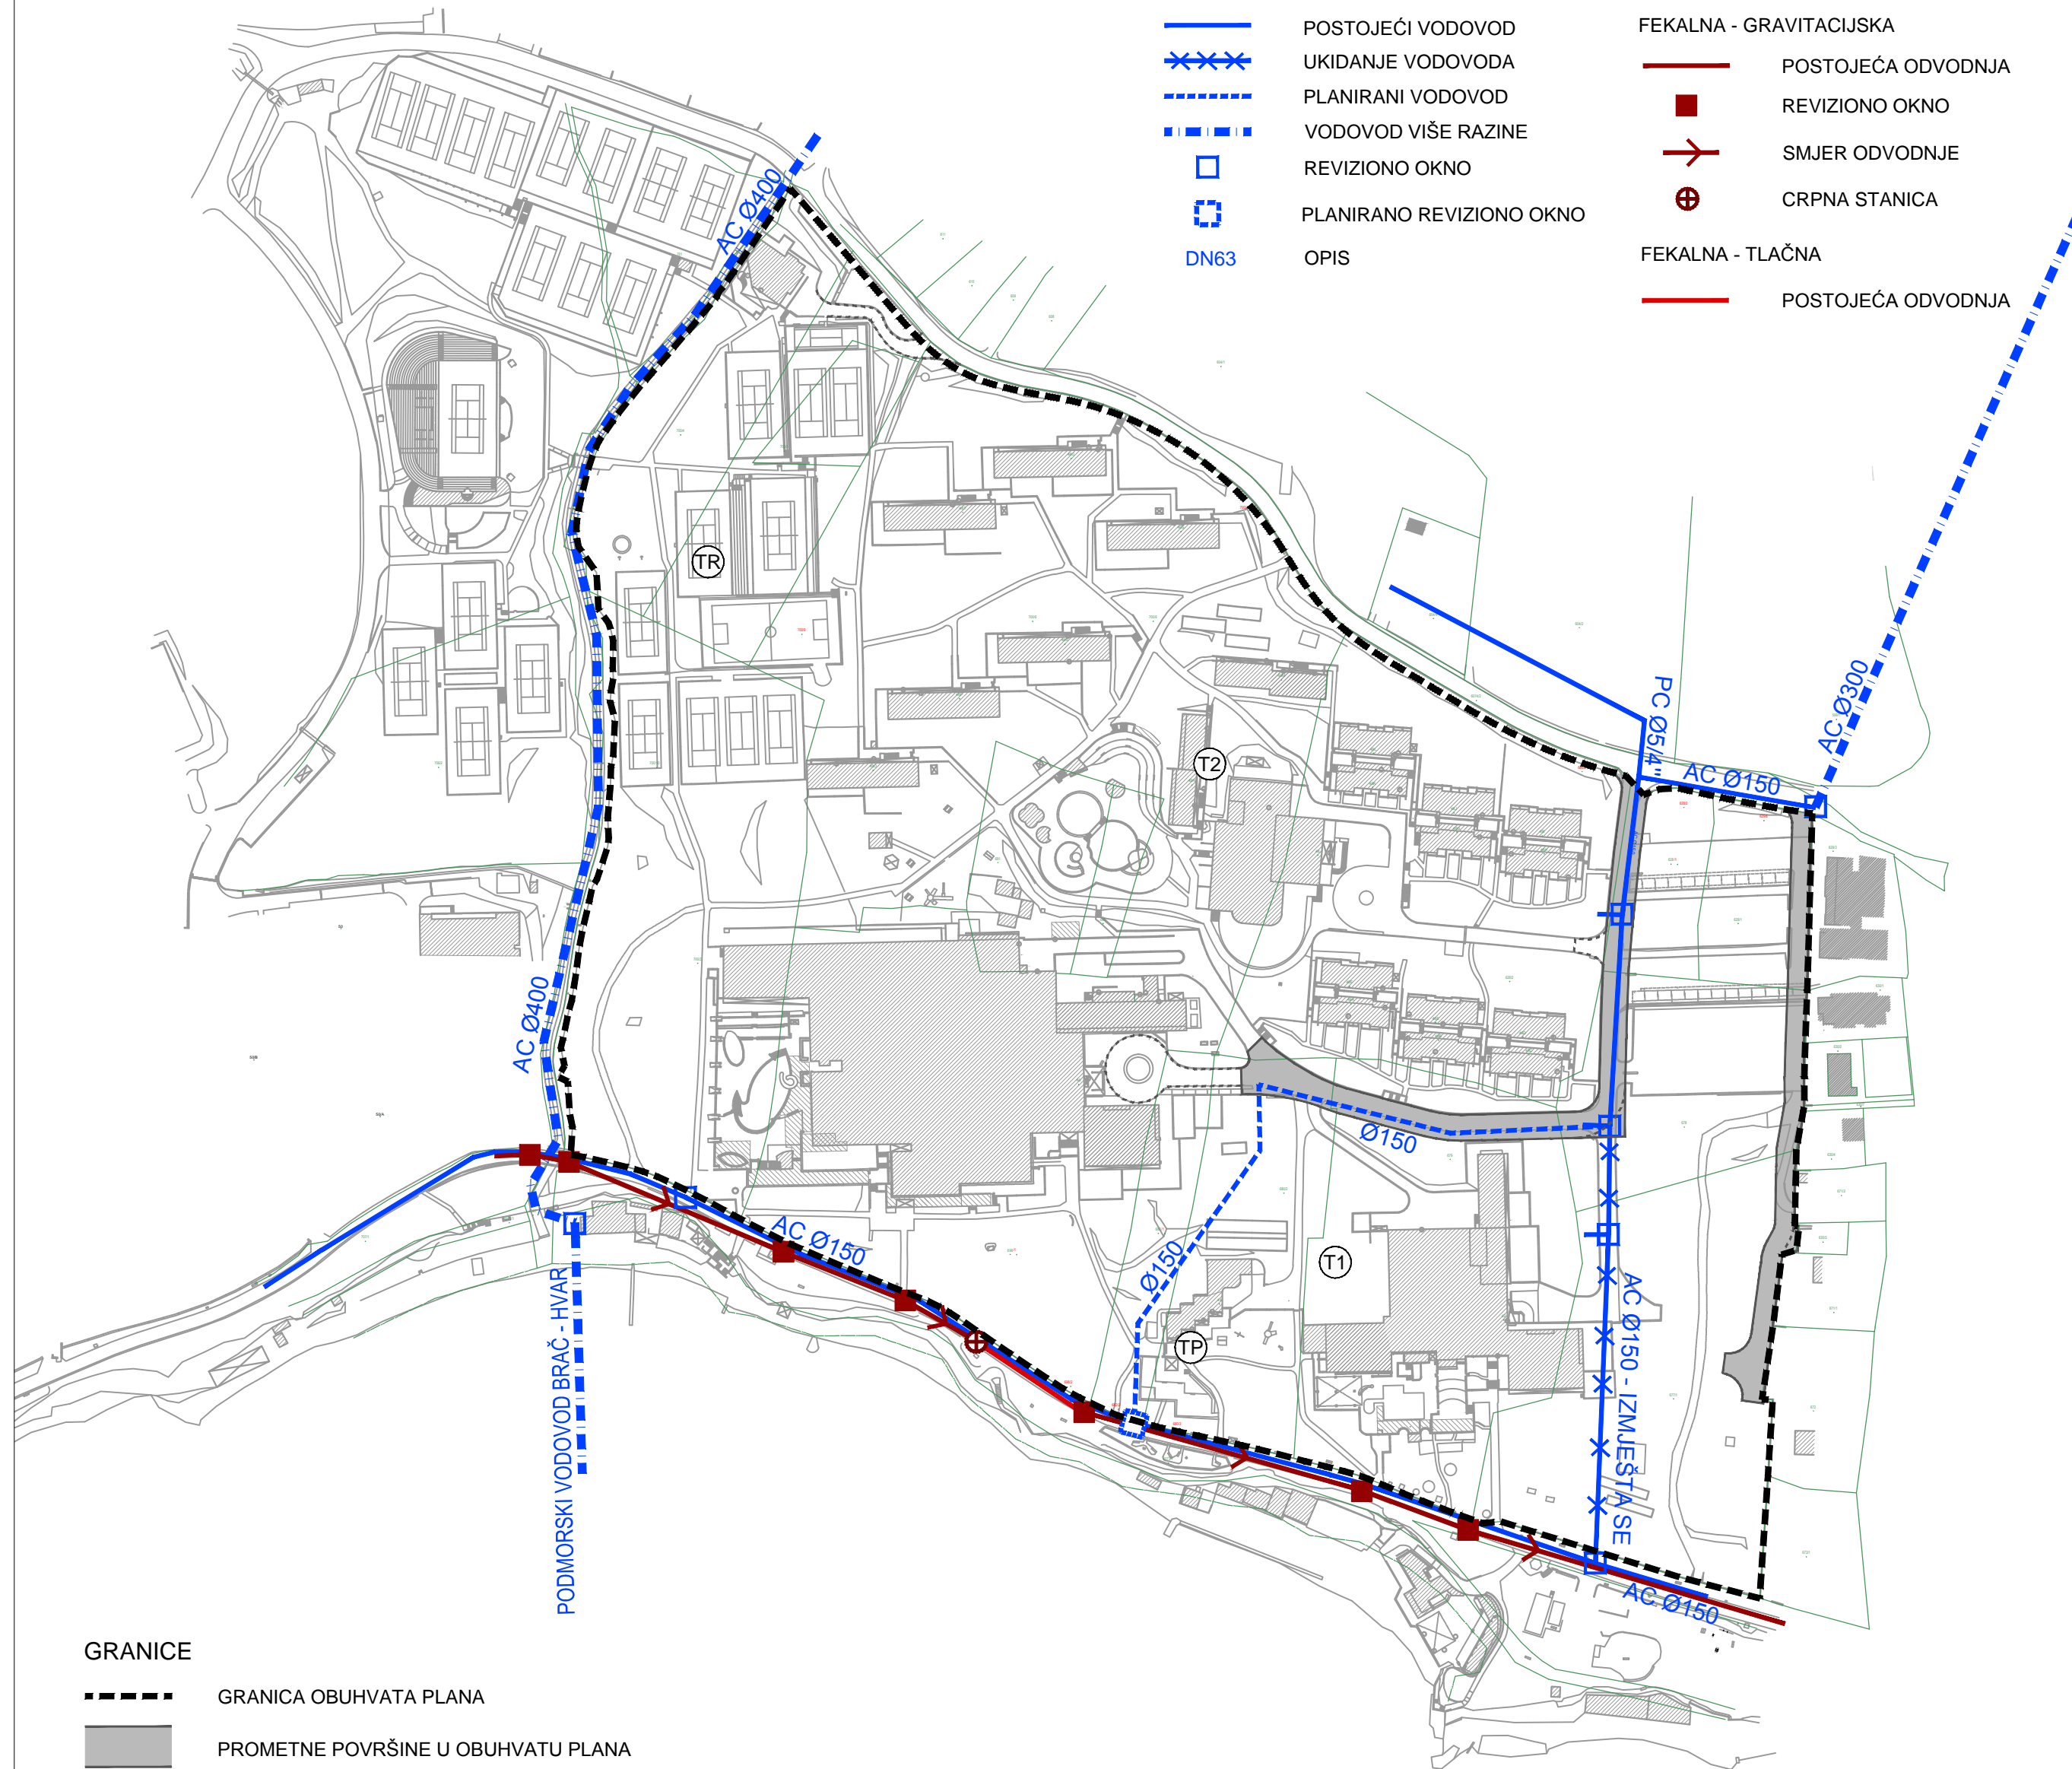 POSTOJEĆI VODOVOD
UKIDANJE VODOVODA
PLANIRANI VODOVOD
VODOVOD VIŠE RAZINE
REVIZIONO OKNO
PLANIRANO REVIZIONO OKNO
DN63 OPIS
FEKALNA - GRAVITACIJSKA
POSTOJEĆA ODVODNJA
REVIZIONO OKNO
SMJER ODVODNJE
CRPNA STANICA
FEKALNA - TLAČNA
POSTOJEĆA ODVODNJA
AC Ø400
TR
PC Ø5/4"
AC Ø300
T2
AC Ø150
AC Ø400
Ø150
AC Ø150
Ø150
T1
TP
PODMORSKI VODOVOD BRAČ - HVAR
AC Ø150 - IZMJEŠTA SE
AC Ø150
GRANICE
GRANICA OBUHVATA PLANA
PROMETNE POVRŠINE U OBUHVATU PLANA